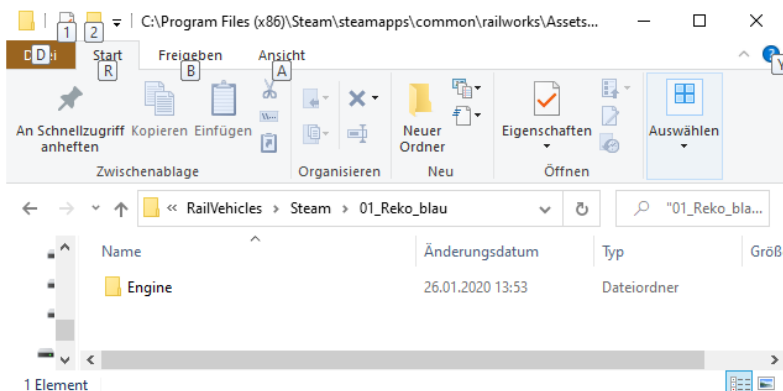 C:\Program Files (x86)\Steam\steamapps\common\railworks\Assets...
1 2
Start Freigeben Ansicht
D R B A Y
An Schnellzugriff anheften
Kopieren Einfügen
Neuer Ordner
Eigenschaften
Auswählen
Zwischenablage Organisieren Neu Öffnen
« RailVehicles > Steam > 01_Reko_blau
"01_Reko_bla...
Name Änderungsdatum Typ Größ
Engine 26.01.2020 13:53 Dateiordner
1 Element